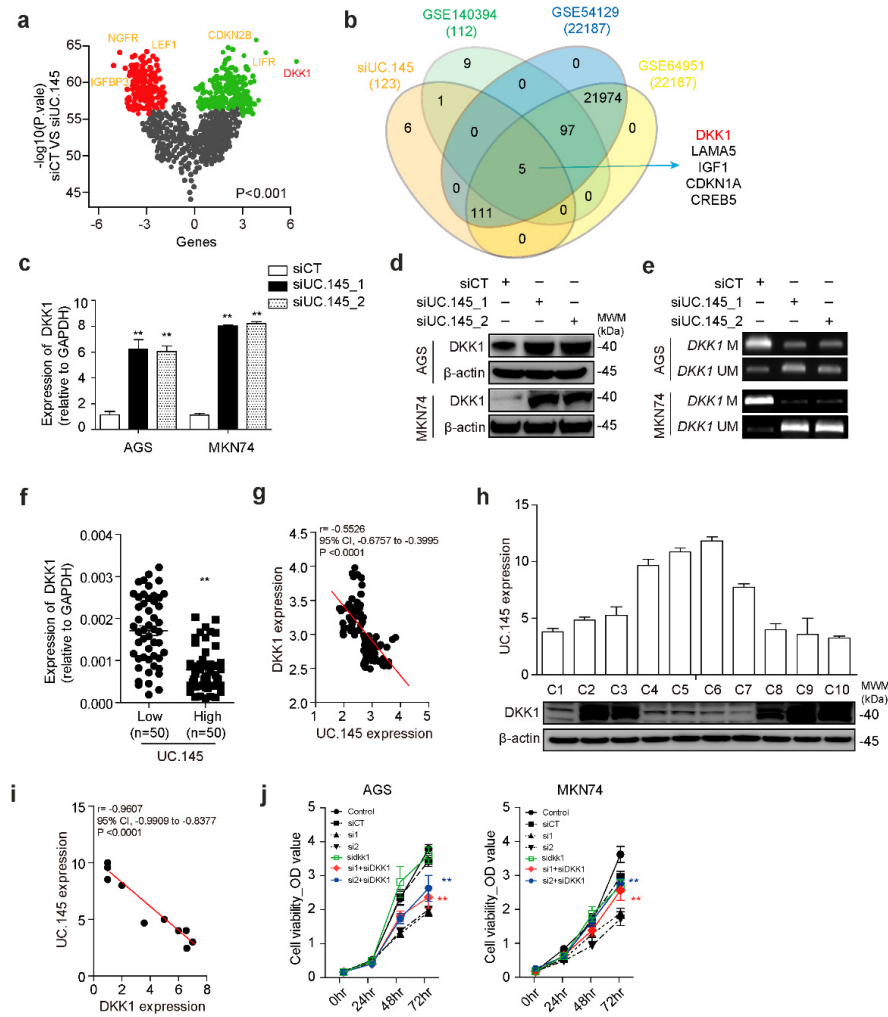 a
NGFR
LEF1
CDKN2B
LIFR
IGFBP3
DKK1
-log10(P.vale)
siCT VS siUC.145
65
60
55
50
45
P<0.001
-6
-3
0
3
6
Genes
b
GSE140394
(112)
GSE54129
(22187)
siUC.145
(123)
GSE64951
(22187)
9
0
1
21974
6
0
97
0
5
0
111
0
0
0
DKK1
LAMA5
IGF1
CDKN1A
CREB5
c
siCT
siUC.145_1
siUC.145_2
Expression of DKK1
(relative to GAPDH)
10
8
6
4
2
0
**
**
**
**
AGS
MKN74
d
siCT + – –
siUC.145_1 – + –
siUC.145_2 – – +
MWM
(kDa)
AGS
DKK1 -40
β-actin -45
MKN74
DKK1 -40
β-actin -45
e
siCT + – –
siUC.145_1 – + –
siUC.145_2 – – +
AGS
DKK1 M
DKK1 UM
MKN74
DKK1 M
DKK1 UM
f
Expression of DKK1
(relative to GAPDH)
0.004
0.003
0.002
0.001
0.000
**
Low
(n=50)
High
(n=50)
UC.145
g
r= -0.5526
95% CI, -0.6757 to -0.3995
P <0.0001
DKK1 expression
4.5
4.0
3.5
3.0
2.5
2.0
1
2
3
4
5
UC.145 expression
h
UC.145 expression
15
10
5
0
C1 C2 C3 C4 C5 C6 C7 C8 C9 C10
MWM
(kDa)
DKK1 -40
β-actin -45
i
r= -0.9607
95% CI, -0.9909 to -0.8377
P <0.0001
UC.145 expression
15
10
5
0
0
2
4
6
8
DKK1 expression
j
AGS
Cell viability_OD value
5
4
3
2
1
0
Control
siCT
si1
si2
sidkk1
si1+siDKK1
si2+siDKK1
**
**
0hr
24hr
48hr
72hr
MKN74
Cell viability_OD value
5
4
3
2
1
0
Control
siCT
si1
si2
sidkk1
si1+siDKK1
si2+siDKK1
**
**
0hr
24hr
48hr
72hr